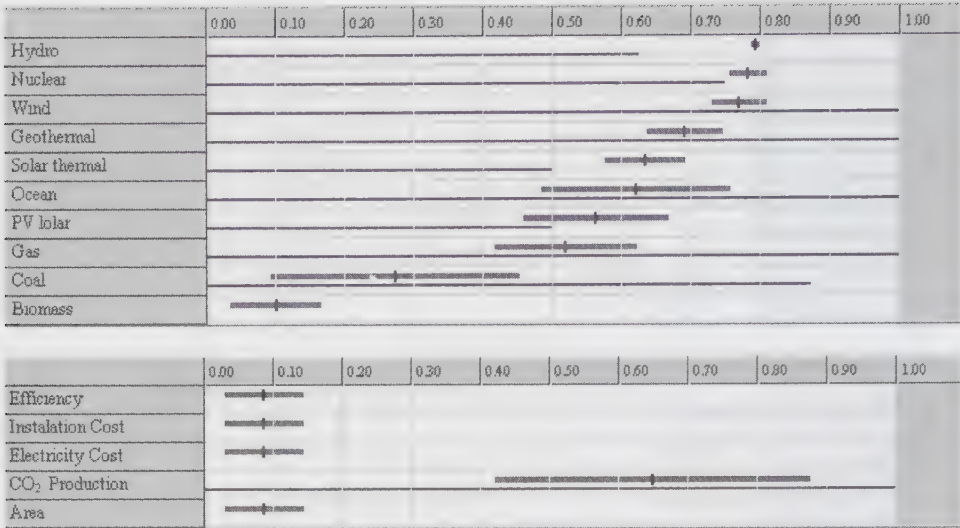 0.00 0.10 0.20 0.30 0.40 0.50 0.60 0.70 0.80 0.90 1.00
Hydro
Nuclear
Wind
Geothermal
Solar thermal
Ocean
PV lolar
Gas
Coal
Biomass
0.00 0.10 0.20 0.30 0.40 0.50 0.60 0.70 0.80 0.90 1.00
Efficiency
Instalation Cost
Electricity Cost
CO₂ Production
Area